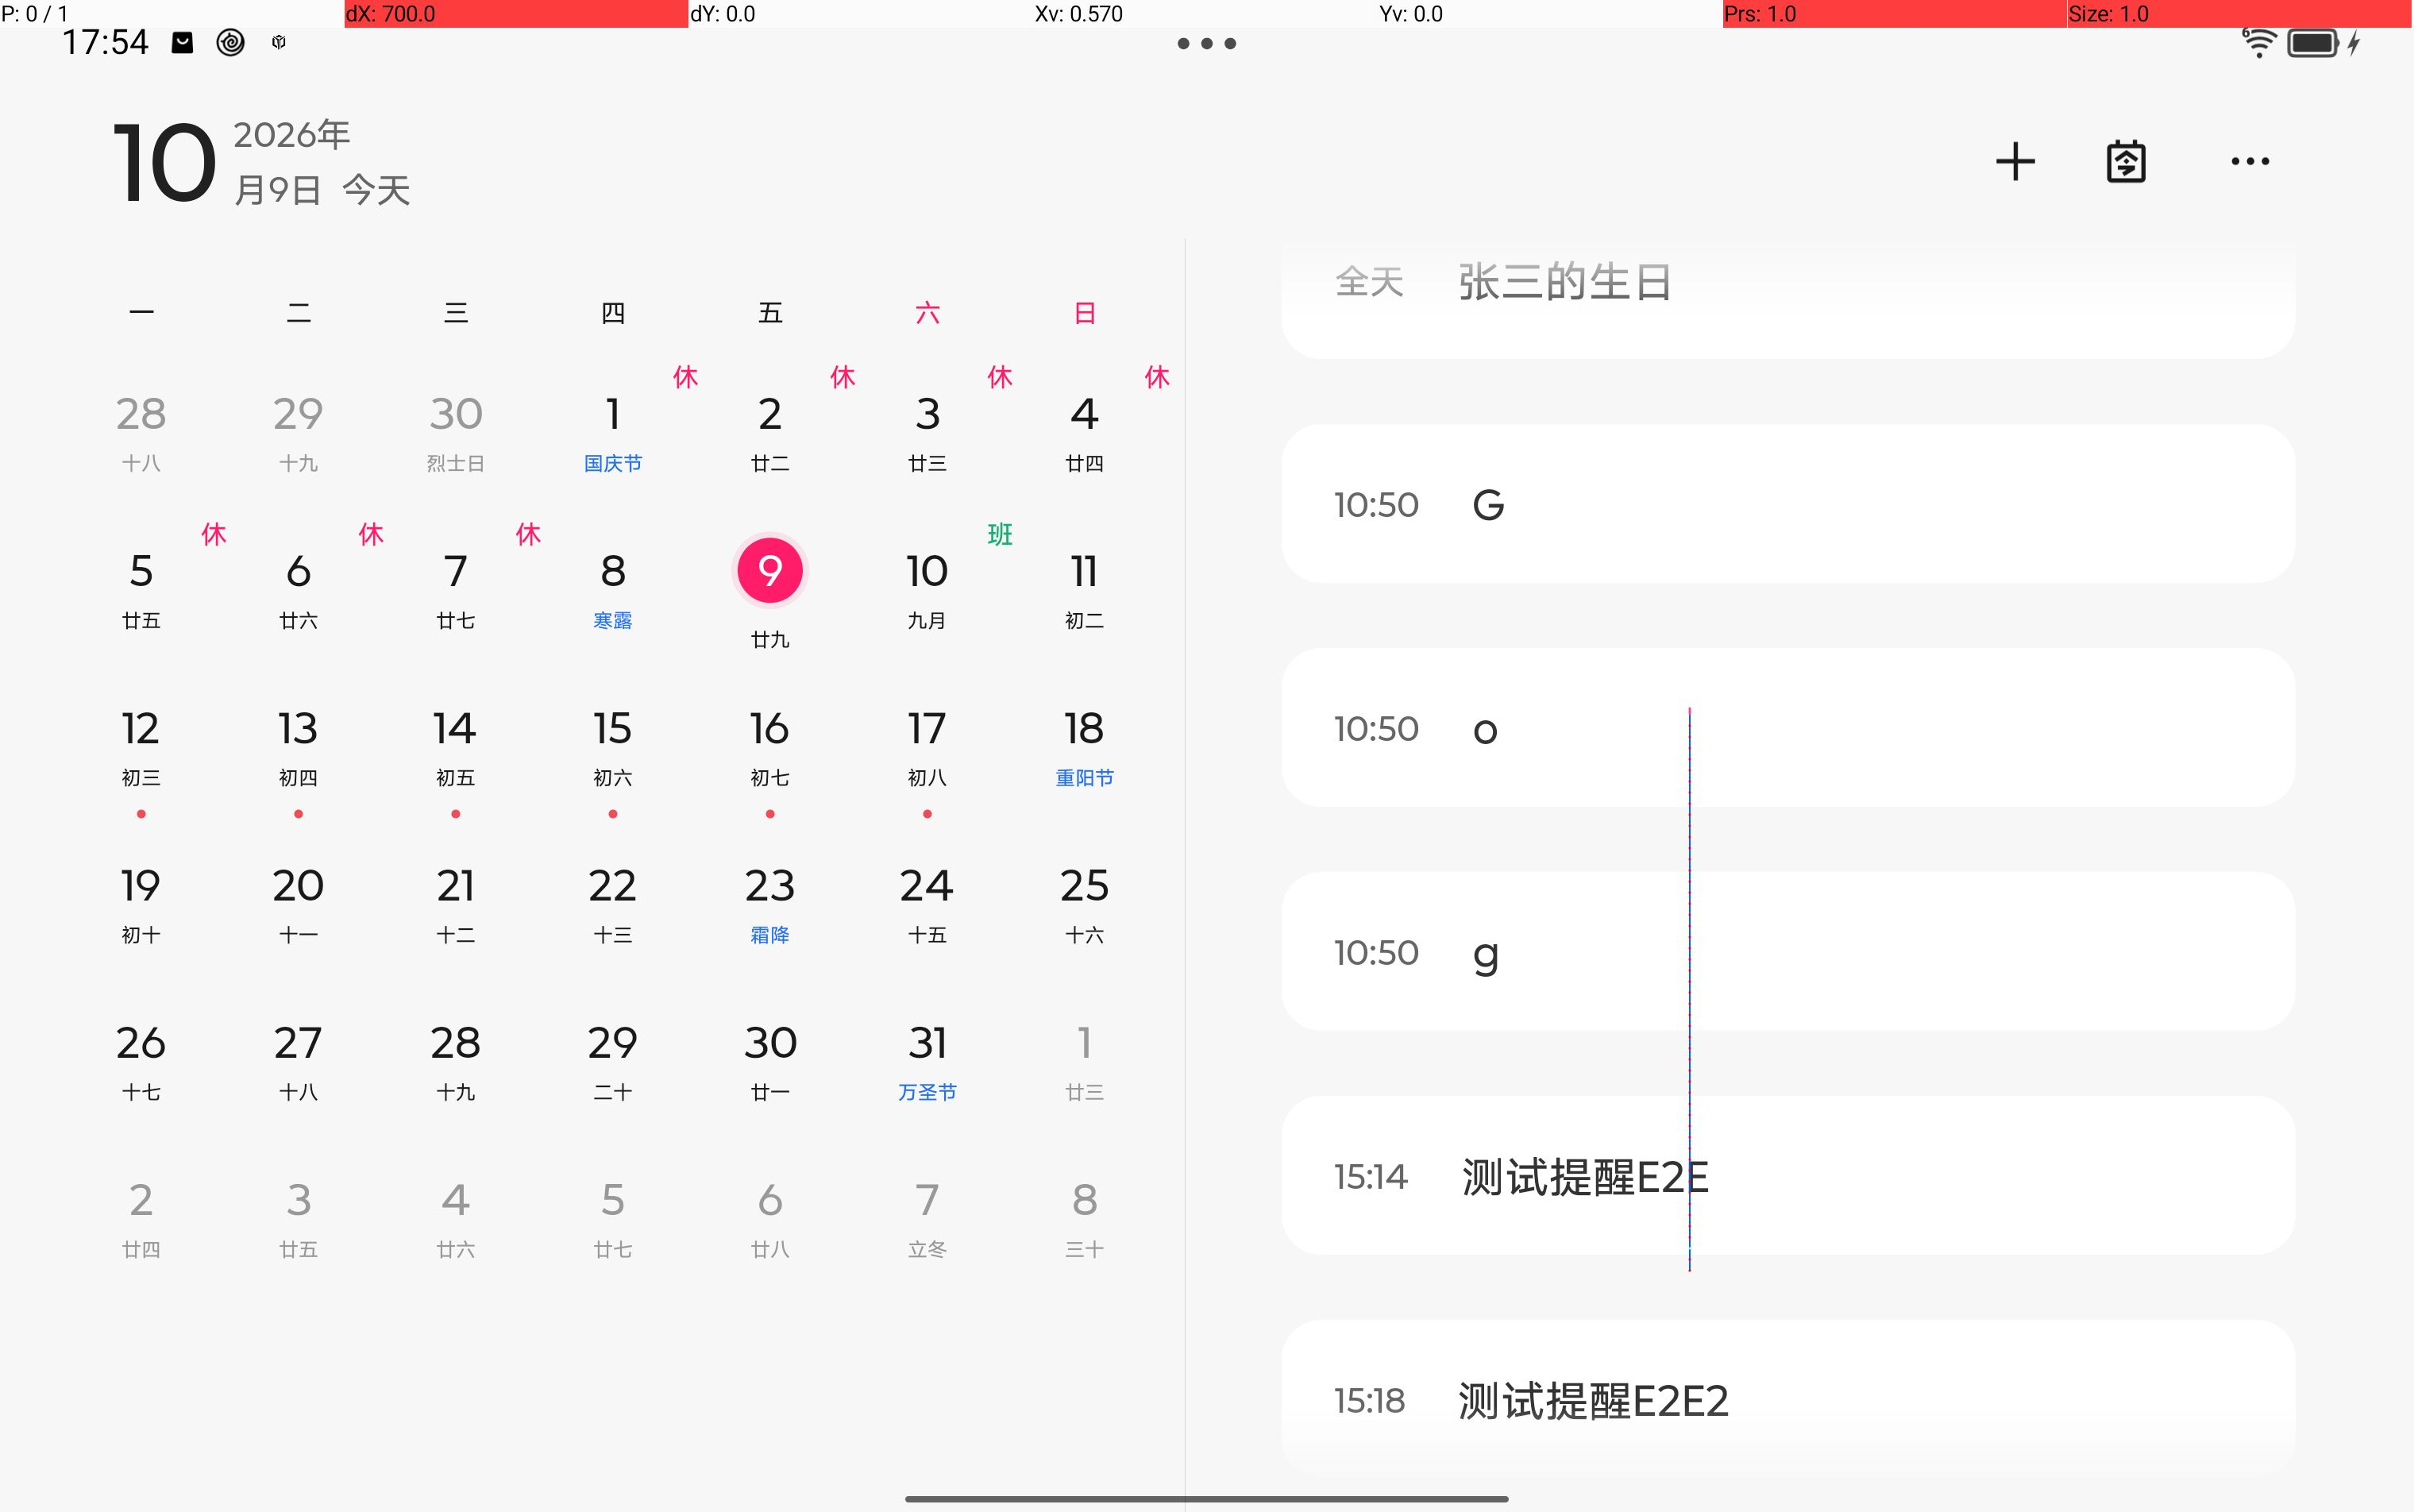 P: 0 / 1 dX: 700.0 dY: 0.0 Xv: 0.570 Yv: 0.0 Prs: 1.0 Size: 1.0
17:54 6
10 2026年
月9日 今天
一 二 三 四 五 六 日
休 休 休 休
28 29 30 1 2 3 4
十八 十九 烈士日 国庆节 廿二 廿三 廿四
休 休 休 班
5 6 7 8 9 10 11
廿五 廿六 廿七 寒露 廿九 九月 初二
12 13 14 15 16 17 18
初三 初四 初五 初六 初七 初八 重阳节
19 20 21 22 23 24 25
初十 十一 十二 十三 霜降 十五 十六
26 27 28 29 30 31 1
十七 十八 十九 二十 廿一 万圣节 廿三
2 3 4 5 6 7 8
廿四 廿五 廿六 廿七 廿八 立冬 三十
今
全天 张三的生日
10:50 G
10:50 o
10:50 g
15:14 测试提醒E2E
15:18 测试提醒E2E2